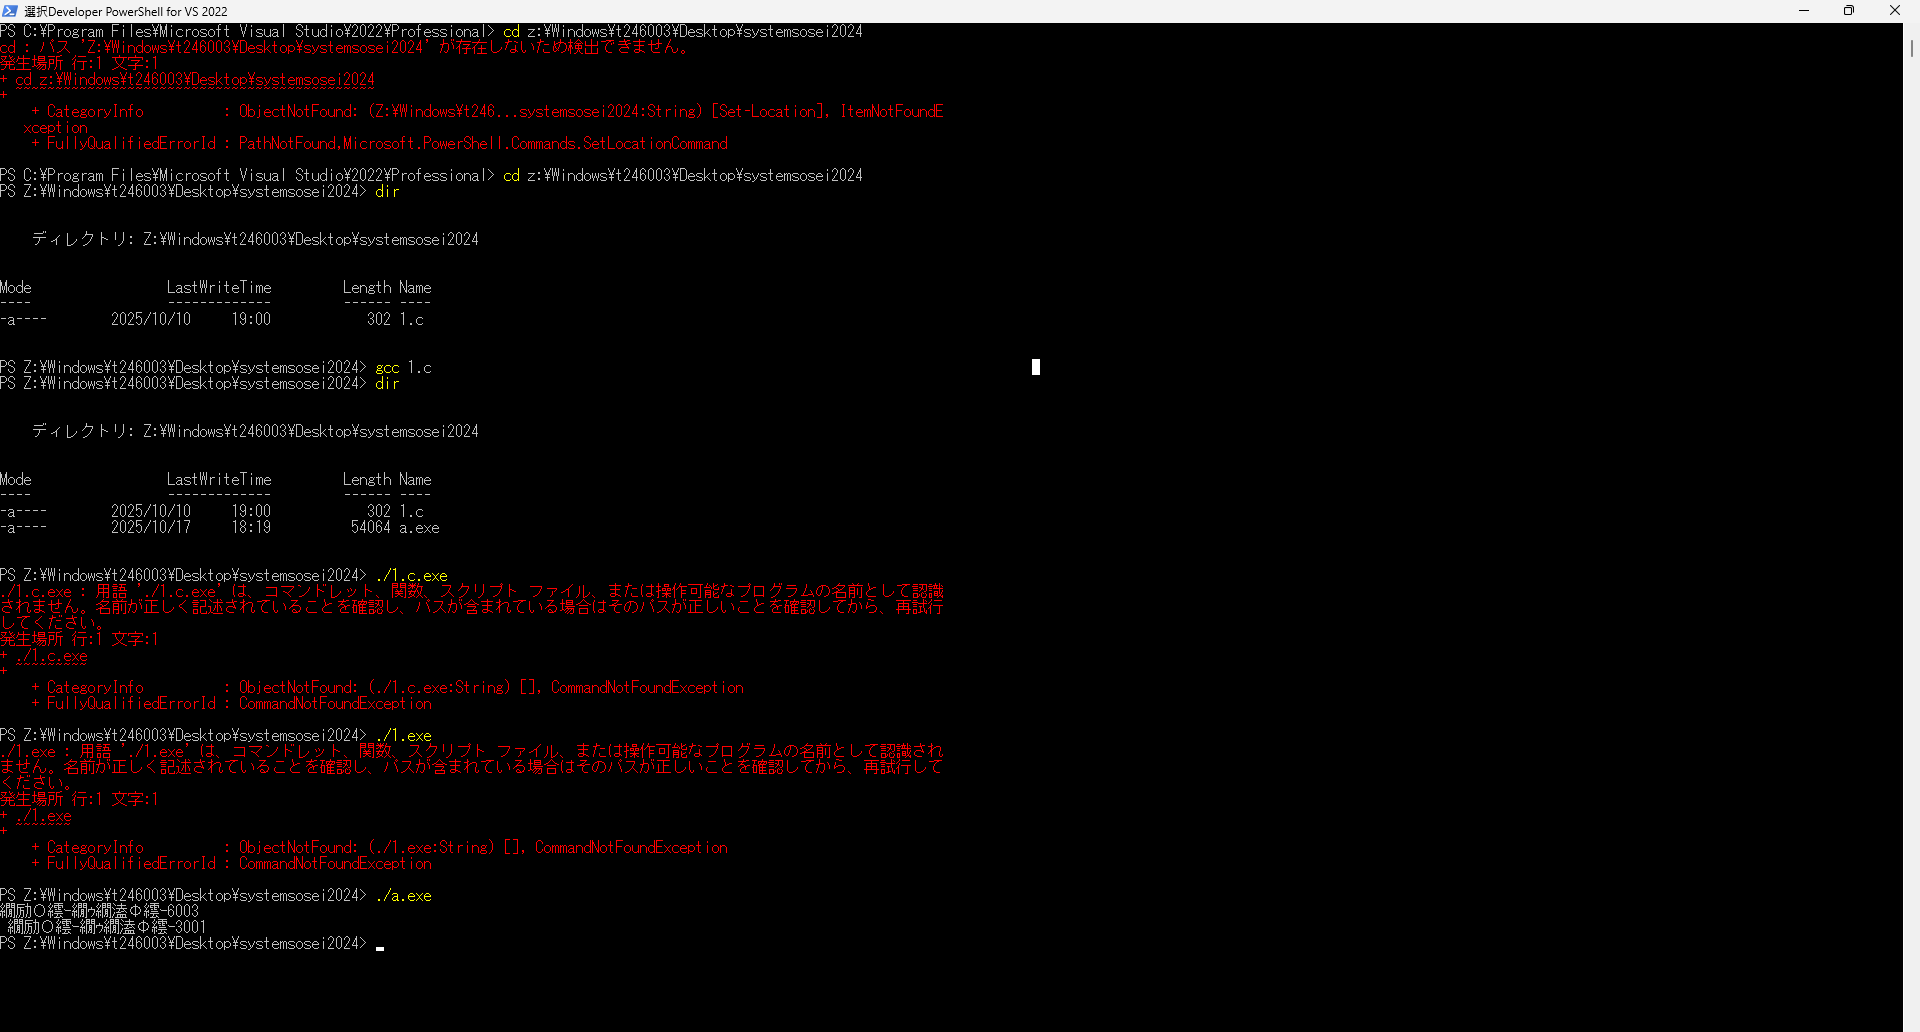 選択Developer PowerShell for VS 2022
PS C:¥Program Files¥Microsoft Visual Studio¥2022¥Professional> cd z:¥Windows¥t246003¥Desktop¥systemsosei2024
cd : パス 'Z:¥Windows¥t246003¥Desktop¥systemsosei2024' が存在しないため検出できません。
発生場所 行:1 文字:1
+ cd z:¥Windows¥t246003¥Desktop¥systemsosei2024
+ ~~~~~~~~~~~~~~~~~~~~~~~~~~~~~~~~~~~~~~~~~~~~~
    + CategoryInfo          : ObjectNotFound: (Z:¥Windows¥t246...systemsosei2024:String) [Set-Location], ItemNotFoundE
   xception
    + FullyQualifiedErrorId : PathNotFound,Microsoft.PowerShell.Commands.SetLocationCommand
PS C:¥Program Files¥Microsoft Visual Studio¥2022¥Professional> cd z:¥Windows¥t246003¥Desktop¥systemsosei2024
PS Z:¥Windows¥t246003¥Desktop¥systemsosei2024> dir
    ディレクトリ: Z:¥Windows¥t246003¥Desktop¥systemsosei2024
Mode                 LastWriteTime         Length Name
----                 -------------         ------ ----
-a----        2025/10/10     19:00            302 1.c
PS Z:¥Windows¥t246003¥Desktop¥systemsosei2024> gcc 1.c
PS Z:¥Windows¥t246003¥Desktop¥systemsosei2024> dir
    ディレクトリ: Z:¥Windows¥t246003¥Desktop¥systemsosei2024
Mode                 LastWriteTime         Length Name
----                 -------------         ------ ----
-a----        2025/10/10     19:00            302 1.c
-a----        2025/10/17     18:19          54064 a.exe
PS Z:¥Windows¥t246003¥Desktop¥systemsosei2024> ./1.c.exe
./1.c.exe : 用語 './1.c.exe' は、コマンドレット、関数、スクリプト ファイル、または操作可能なプログラムの名前として認識
されません。名前が正しく記述されていることを確認し、パスが含まれている場合はそのパスが正しいことを確認してから、再試行
してください。
発生場所 行:1 文字:1
+ ./1.c.exe
+ ~~~~~~~~~
    + CategoryInfo          : ObjectNotFound: (./1.c.exe:String) [], CommandNotFoundException
    + FullyQualifiedErrorId : CommandNotFoundException
PS Z:¥Windows¥t246003¥Desktop¥systemsosei2024> ./1.exe
./1.exe : 用語 './1.exe' は、コマンドレット、関数、スクリプト ファイル、または操作可能なプログラムの名前として認識され
ません。名前が正しく記述されていることを確認し、パスが含まれている場合はそのパスが正しいことを確認してから、再試行して
ください。
発生場所 行:1 文字:1
+ ./1.exe
+ ~~~~~~~
    + CategoryInfo          : ObjectNotFound: (./1.exe:String) [], CommandNotFoundException
    + FullyQualifiedErrorId : CommandNotFoundException
PS Z:¥Windows¥t246003¥Desktop¥systemsosei2024> ./a.exe
6003
3001
PS Z:¥Windows¥t246003¥Desktop¥systemsosei2024>